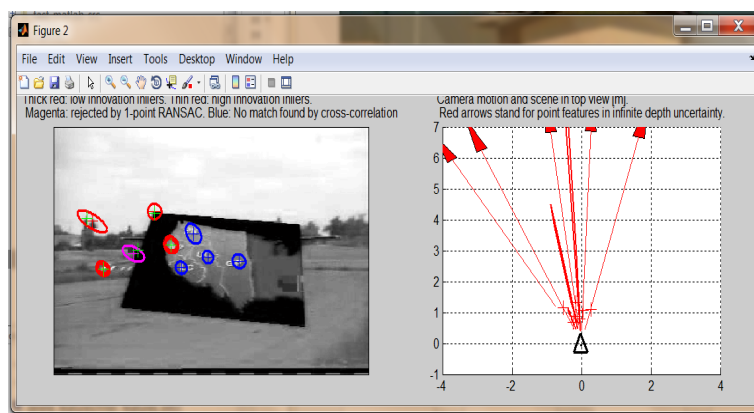 Figure 2
File Edit View Insert Tools Desktop Window Help
Thick red: low innovation inliers. Thin red: high innovation inliers.
Magenta: rejected by 1-point RANSAC. Blue: No match found by cross-correlation
Camera motion and scene in top view [m].
Red arrows stand for point features in infinite depth uncertainty.
7
6
5
4
3
2
1
0
-1
-4 -2 0 2 4